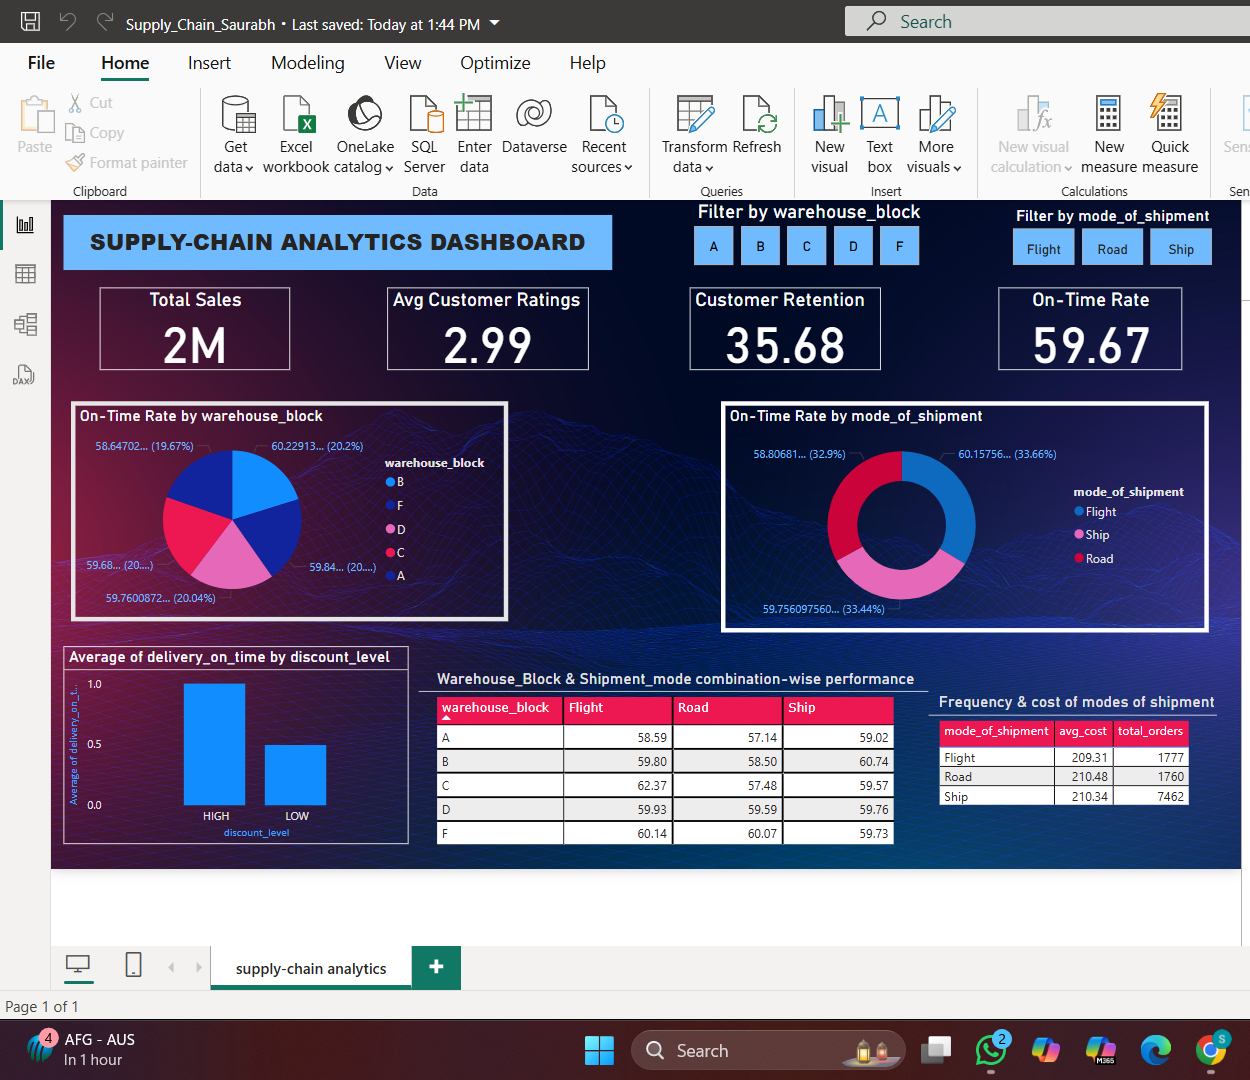 Supply_Chain_Saurabh • Last saved: Today at 1:44 PM
Search
File Home Insert Modeling View Optimize Help
Paste
Cut
Copy
Format painter
Clipboard
Get data
Excel workbook
OneLake catalog
SQL Server
Enter data
Dataverse
Recent sources
Data
Transform data
Refresh
Queries
New visual
Text box
More visuals
Insert
New visual calculation
New measure
Quick measure
Calculations
Sens
Sen
SUPPLY-CHAIN ANALYTICS DASHBOARD
Filter by warehouse_block
A B C D F
Filter by mode_of_shipment
Flight Road Ship
Total Sales
2M
Avg Customer Ratings
2.99
Customer Retention
35.68
On-Time Rate
59.67
On-Time Rate by warehouse_block
58.64702... (19.67%)
60.22913... (20.2%)
59.68... (20....)
59.84... (20....)
59.7600872... (20.04%)
warehouse_block
B
F
D
C
A
On-Time Rate by mode_of_shipment
58.80681... (32.9%)
60.15756... (33.66%)
59.756097560... (33.44%)
mode_of_shipment
Flight
Ship
Road
Average of delivery_on_time by discount_level
Average of delivery_on_t...
1.0
0.5
0.0
HIGH LOW
discount_level
Warehouse_Block & Shipment_mode combination-wise performance
warehouse_block Flight Road Ship
A 58.59 57.14 59.02
B 59.80 58.50 60.74
C 62.37 57.48 59.57
D 59.93 59.59 59.76
F 60.14 60.07 59.73
Frequency & cost of modes of shipment
mode_of_shipment avg_cost total_orders
Flight 209.31 1777
Road 210.48 1760
Ship 210.34 7462
DAX
supply-chain analytics
Page 1 of 1
4
AFG - AUS
In 1 hour
Search
2
M365
S